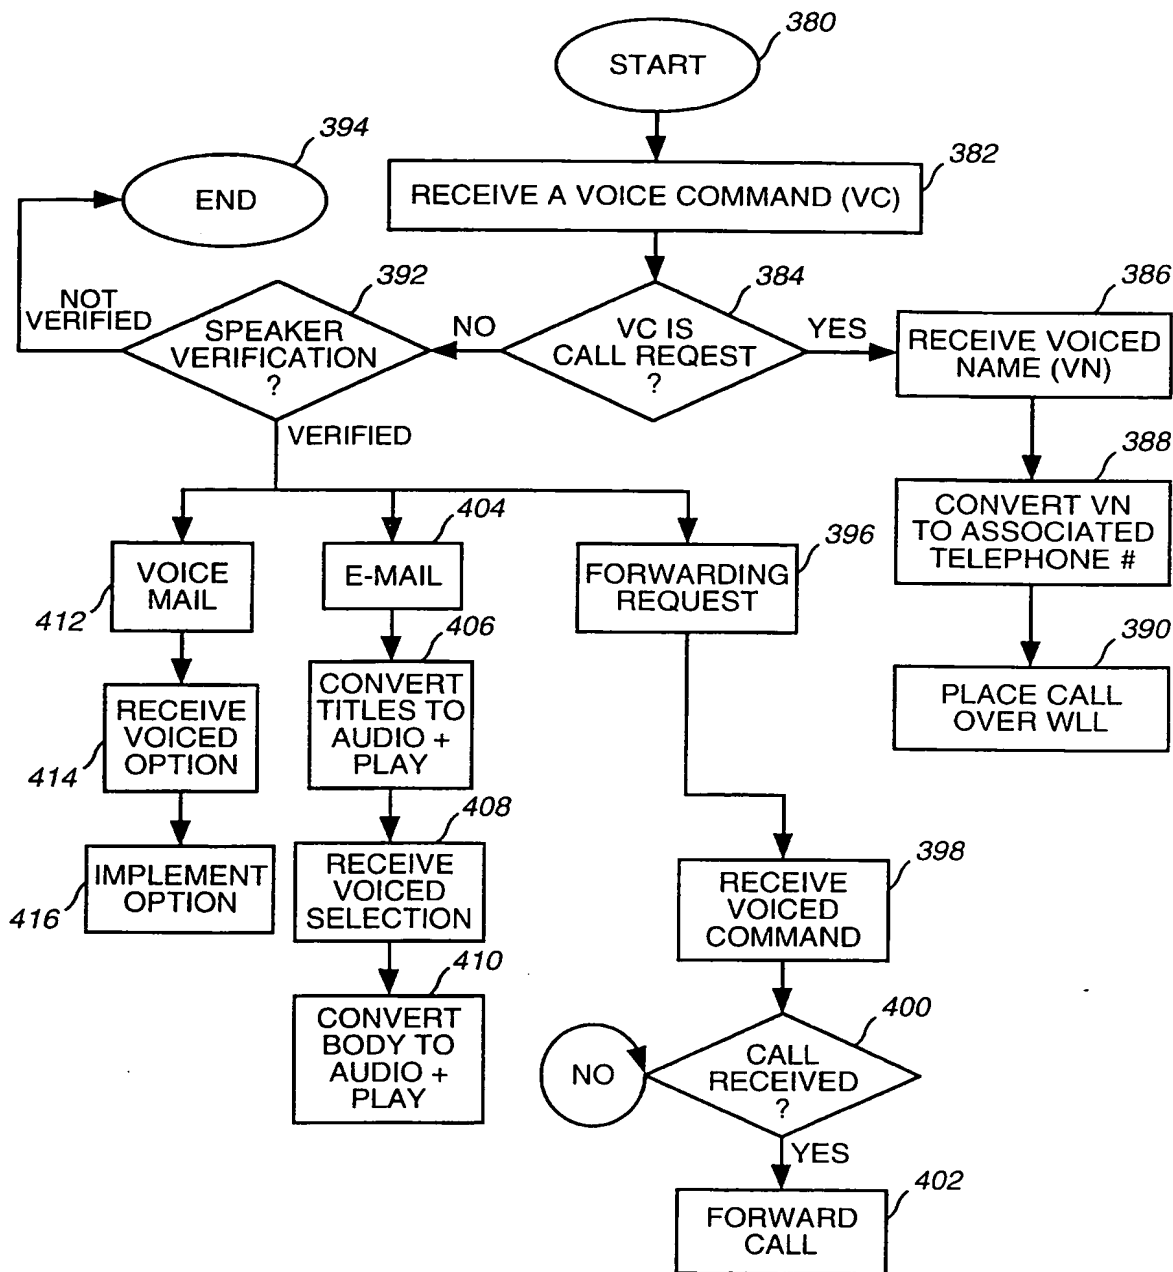 380
START
394
END
382
RECEIVE A VOICE COMMAND (VC)
392
NOT
VERIFIED
SPEAKER
VERIFICATION
?
NO
384
VC IS
CALL REQEST
?
YES
386
RECEIVE VOICED
NAME (VN)
VERIFIED
388
CONVERT VN
TO ASSOCIATED
TELEPHONE #
390
PLACE CALL
OVER WLL
412
VOICE
MAIL
404
E-MAIL
396
FORWARDING
REQUEST
414
RECEIVE
VOICED
OPTION
406
CONVERT
TITLES TO
AUDIO +
PLAY
416
IMPLEMENT
OPTION
408
RECEIVE
VOICED
SELECTION
398
RECEIVE
VOICED
COMMAND
410
CONVERT
BODY TO
AUDIO +
PLAY
400
NO
CALL
RECEIVED
?
YES
402
FORWARD
CALL